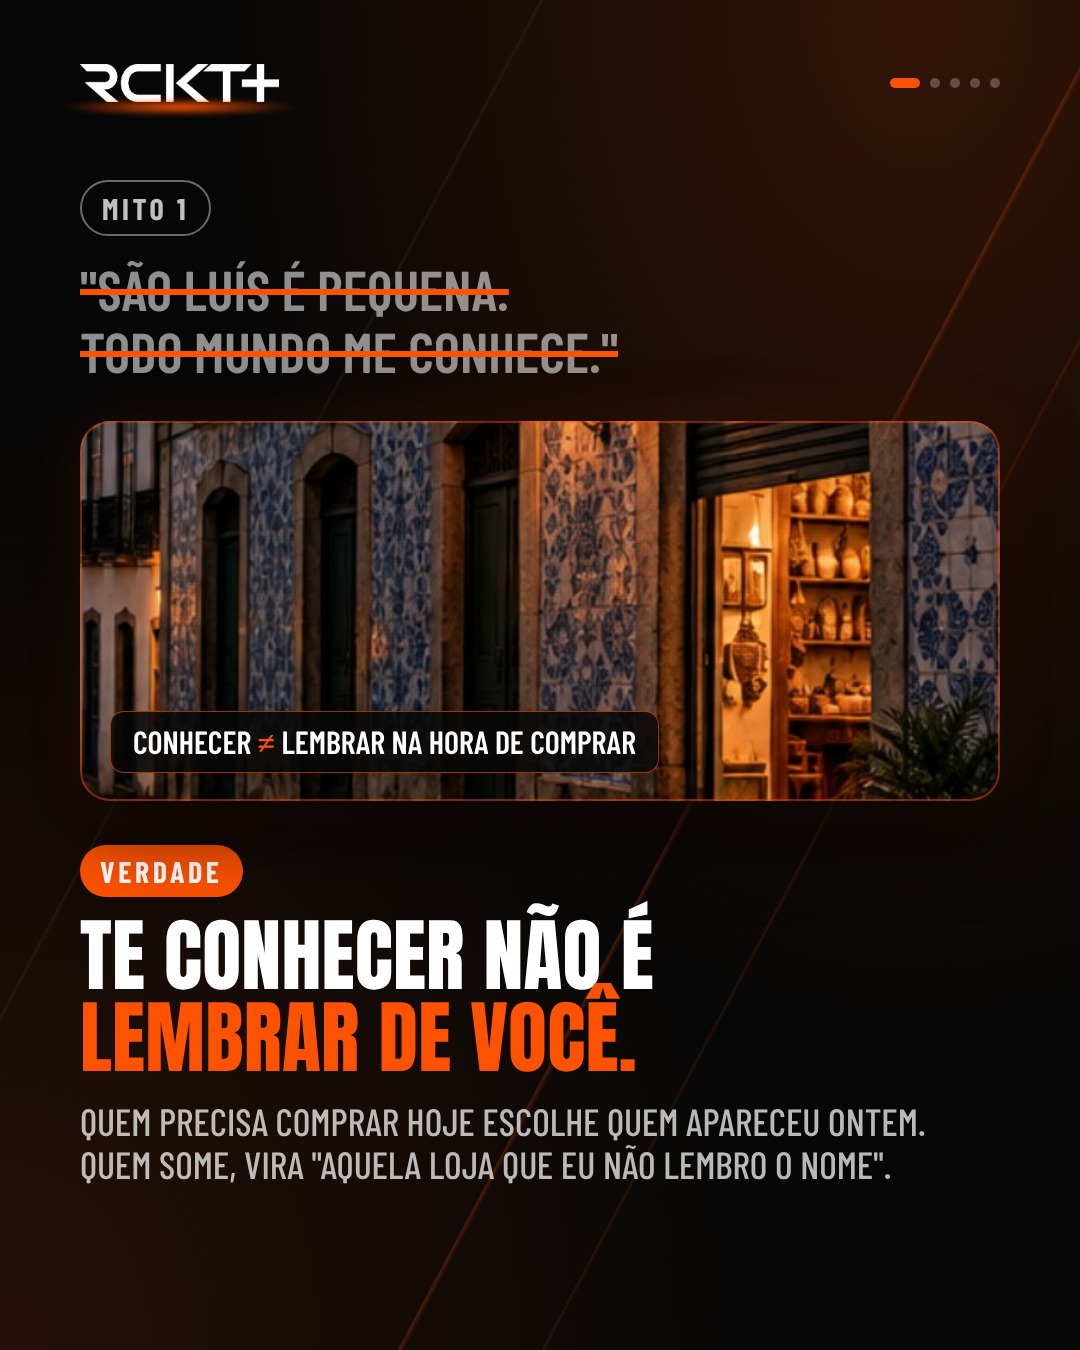 RCKT+
MITO 1
"SÃO LUÍS É PEQUENA.
TODO MUNDO ME CONHECE."
CONHECER ≠ LEMBRAR NA HORA DE COMPRAR
VERDADE
TE CONHECER NÃO É
LEMBRAR DE VOCÊ.
QUEM PRECISA COMPRAR HOJE ESCOLHE QUEM APARECEU ONTEM.
QUEM SOME, VIRA "AQUELA LOJA QUE EU NÃO LEMBRO O NOME".